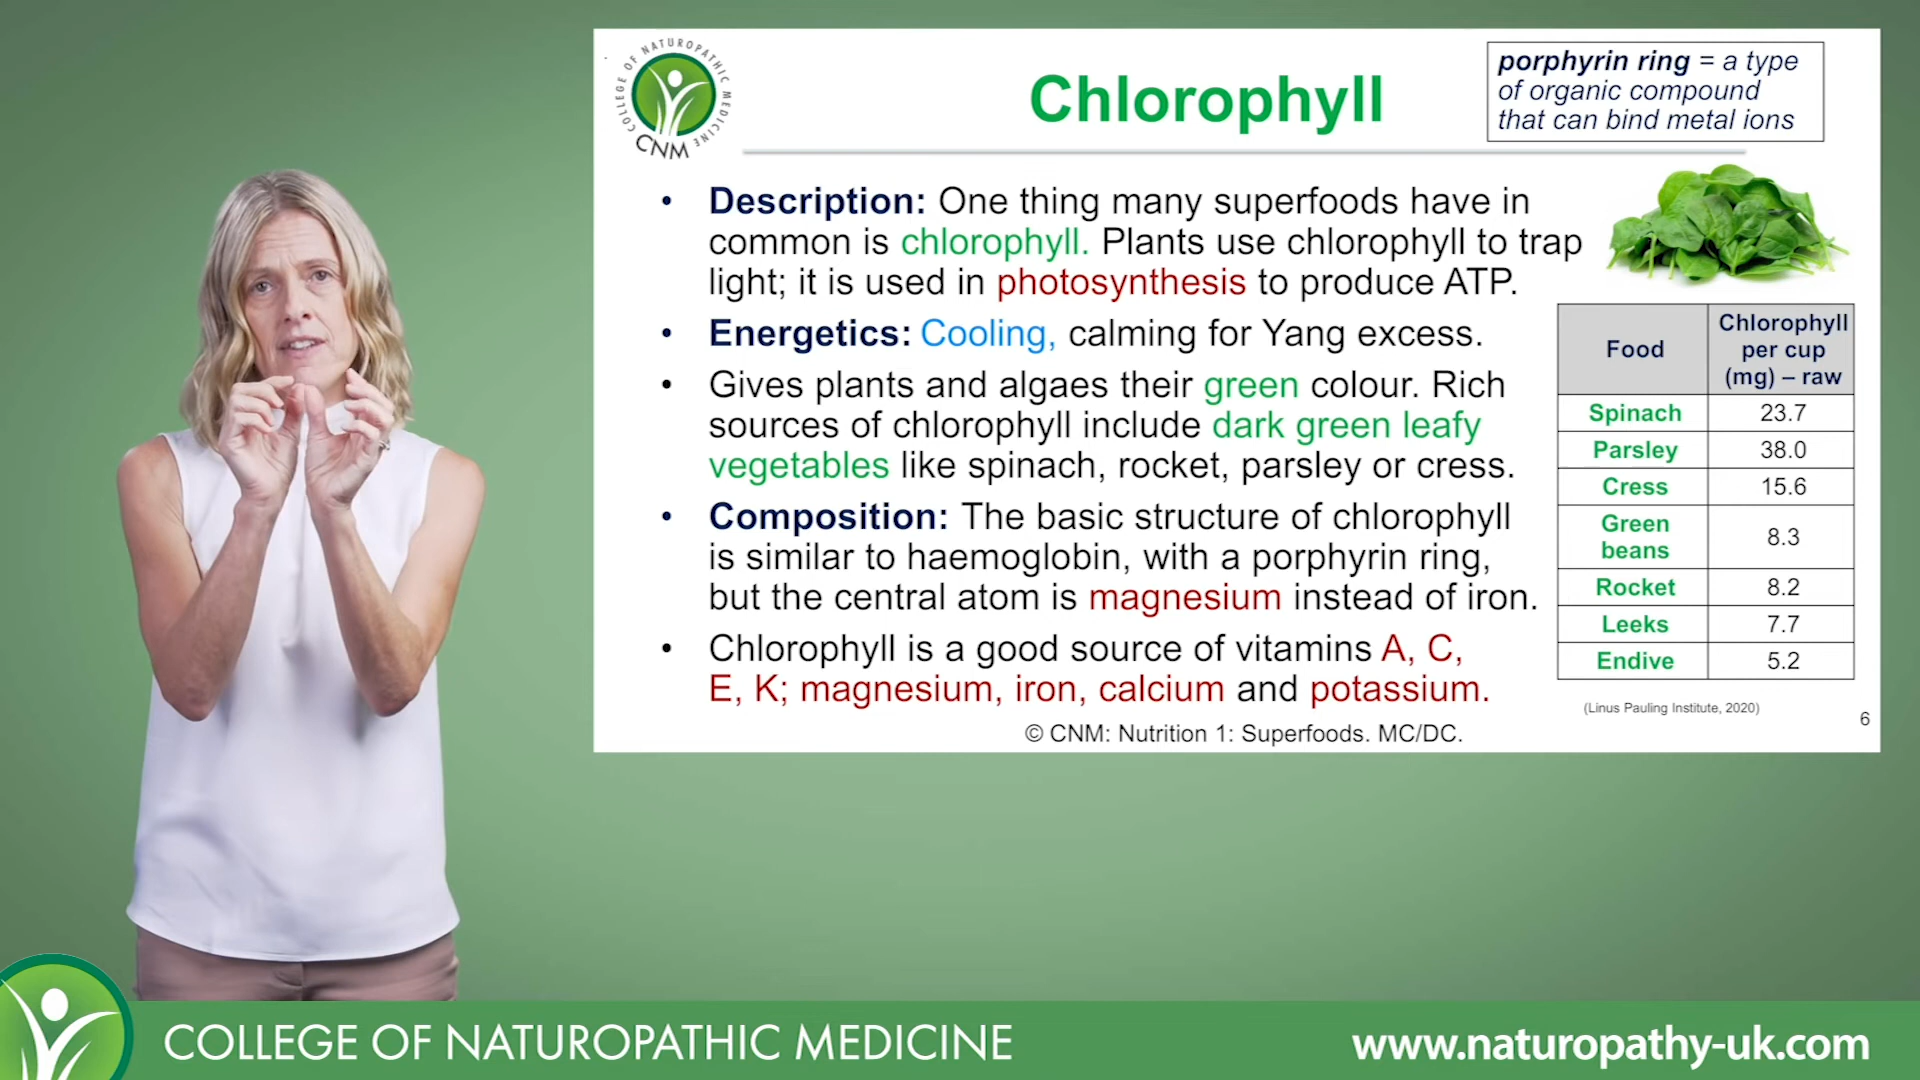 COLLEGE OF NATUROPATHIC MEDICINE
CNM
Chlorophyll
porphyrin ring = a type
of organic compound
that can bind metal ions
• Description: One thing many superfoods have in
common is chlorophyll. Plants use chlorophyll to trap
light; it is used in photosynthesis to produce ATP.
• Energetics: Cooling, calming for Yang excess.
• Gives plants and algaes their green colour. Rich
sources of chlorophyll include dark green leafy
vegetables like spinach, rocket, parsley or cress.
• Composition: The basic structure of chlorophyll
is similar to haemoglobin, with a porphyrin ring,
but the central atom is magnesium instead of iron.
• Chlorophyll is a good source of vitamins A, C,
E, K; magnesium, iron, calcium and potassium.
Food
Chlorophyll
per cup
(mg) – raw
Spinach 23.7
Parsley 38.0
Cress 15.6
Green
beans 8.3
Rocket 8.2
Leeks 7.7
Endive 5.2
(Linus Pauling Institute, 2020)
© CNM: Nutrition 1: Superfoods. MC/DC.
6
COLLEGE OF NATUROPATHIC MEDICINE
www.naturopathy-uk.com